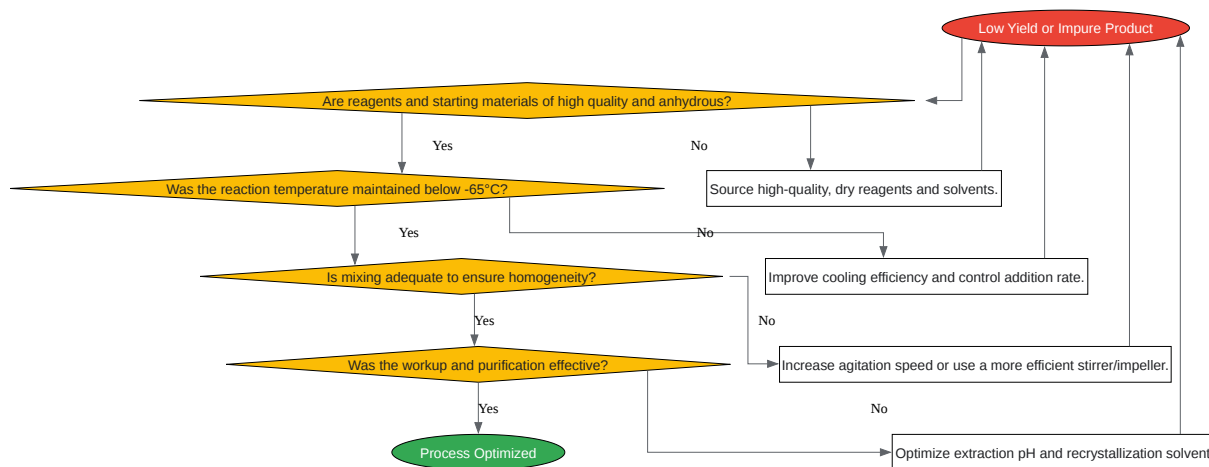 Low Yield or Impure Product
Are reagents and starting materials of high quality and anhydrous?
Yes
No
Was the reaction temperature maintained below -65°C?
Source high-quality, dry reagents and solvents.
Yes
No
Is mixing adequate to ensure homogeneity?
Improve cooling efficiency and control addition rate.
Yes
No
Was the workup and purification effective?
Increase agitation speed or use a more efficient stirrer/impeller.
Yes
No
Process Optimized
Optimize extraction pH and recrystallization solvent